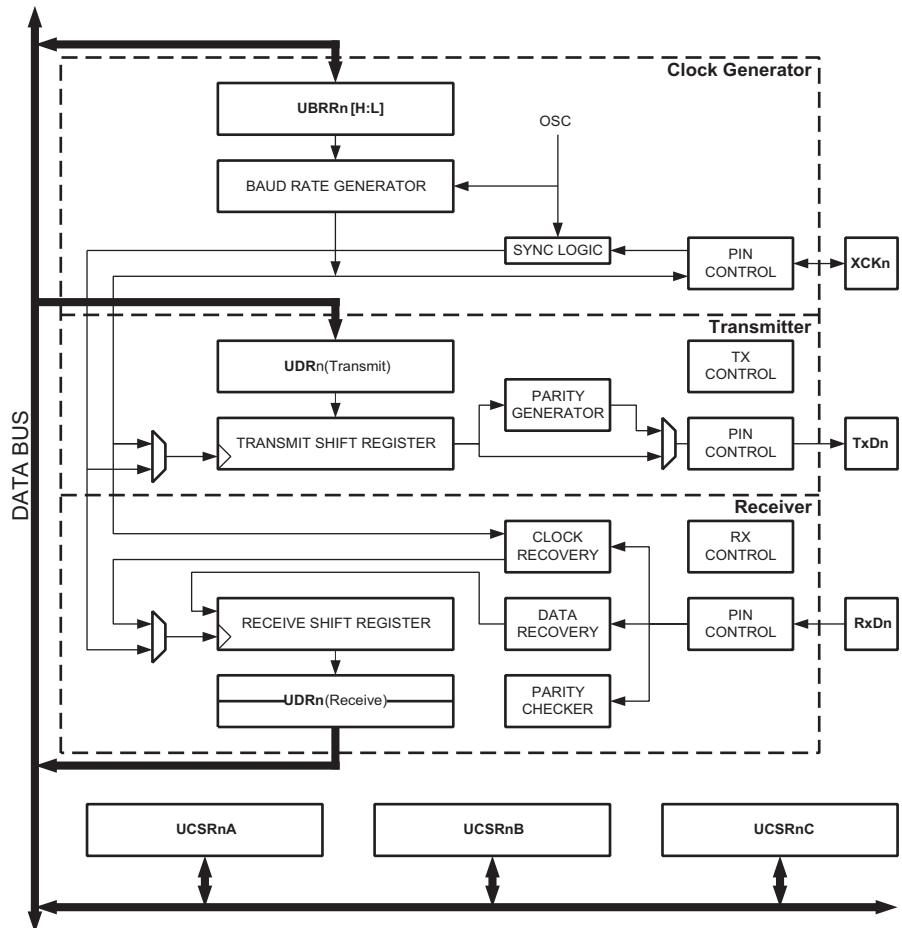 Clock Generator
UBRRn [H:L]
OSC
BAUD RATE GENERATOR
SYNC LOGIC
PIN
CONTROL
XCKn
Transmitter
UDRn(Transmit)
TX
CONTROL
PARITY
GENERATOR
TRANSMIT SHIFT REGISTER
PIN
CONTROL
TxDn
DATA BUS
Receiver
CLOCK
RECOVERY
RX
CONTROL
RECEIVE SHIFT REGISTER
DATA
RECOVERY
PIN
CONTROL
RxDn
UDRn(Receive)
PARITY
CHECKER
UCSRnA
UCSRnB
UCSRnC